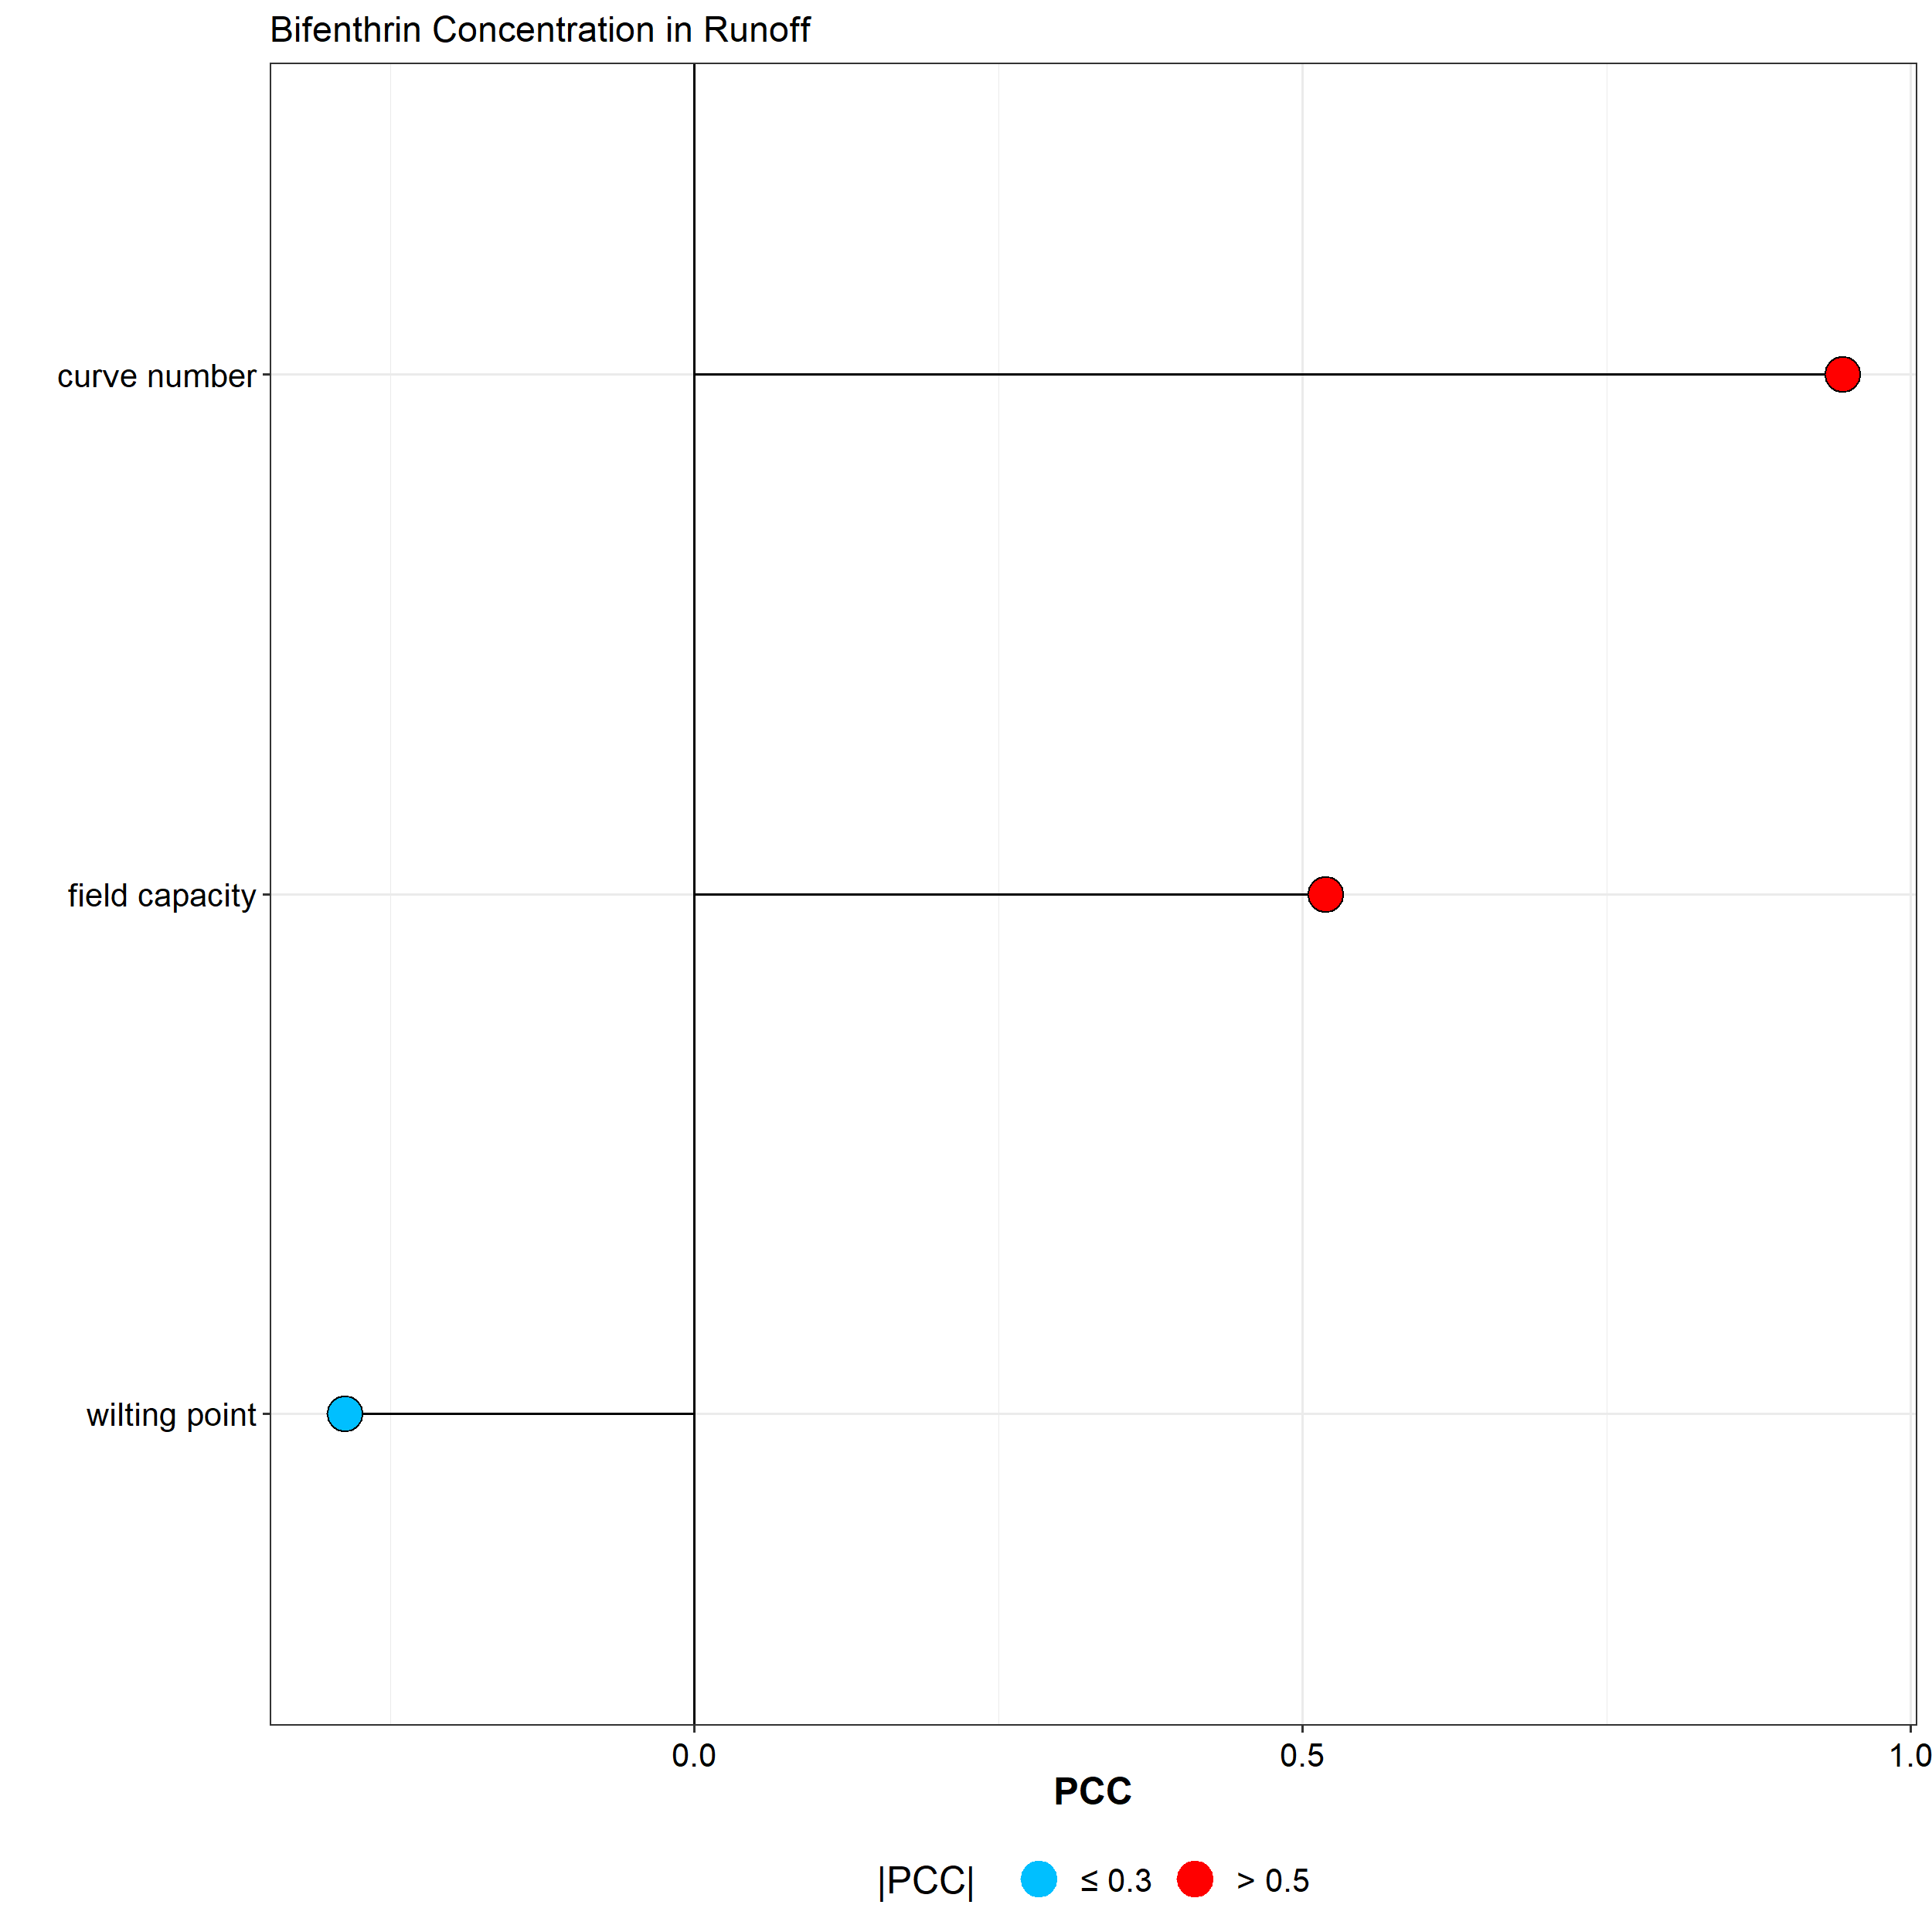 Bifenthrin Concentration in Runoff
curve number
field capacity
wilting point
0.0 0.5 1.0
PCC
|PCC| ≤ 0.3 > 0.5